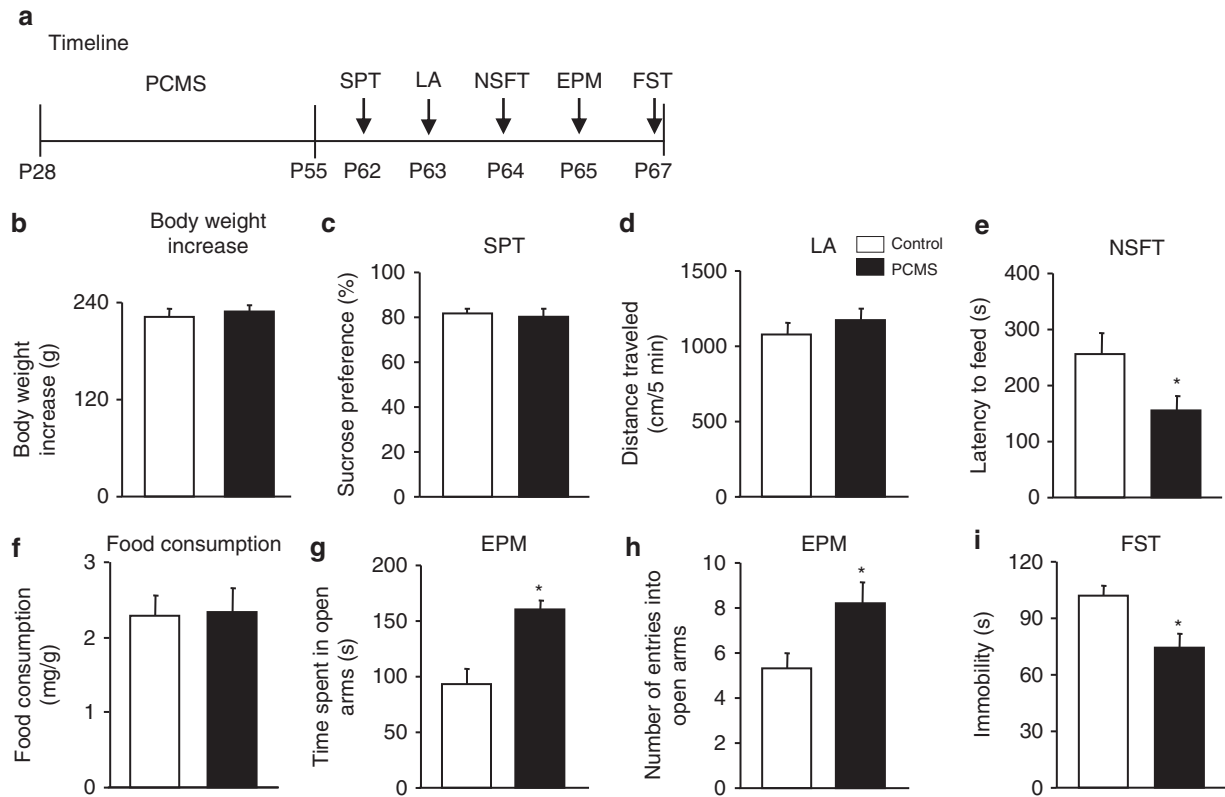 a
Timeline
PCMS
SPT LA NSFT EPM FST
P28 P55 P62 P63 P64 P65 P67
b
Body weight
increase
Body weight
increase (g)
240
120
0
c
SPT
Sucrose preference (%)
100
80
60
40
20
0
d
LA
Control
PCMS
Distance traveled
(cm/5 min)
1500
1000
500
0
e
NSFT
Latency to feed (s)
400
300
200
100
0
*
f
Food consumption
Food consumption
(mg/g)
3
2
1
0
g
EPM
Time spent in open
arms (s)
200
150
100
50
0
*
h
EPM
Number of entries into
open arms
10
8
6
4
2
0
*
i
FST
Immobility (s)
120
90
60
30
0
*